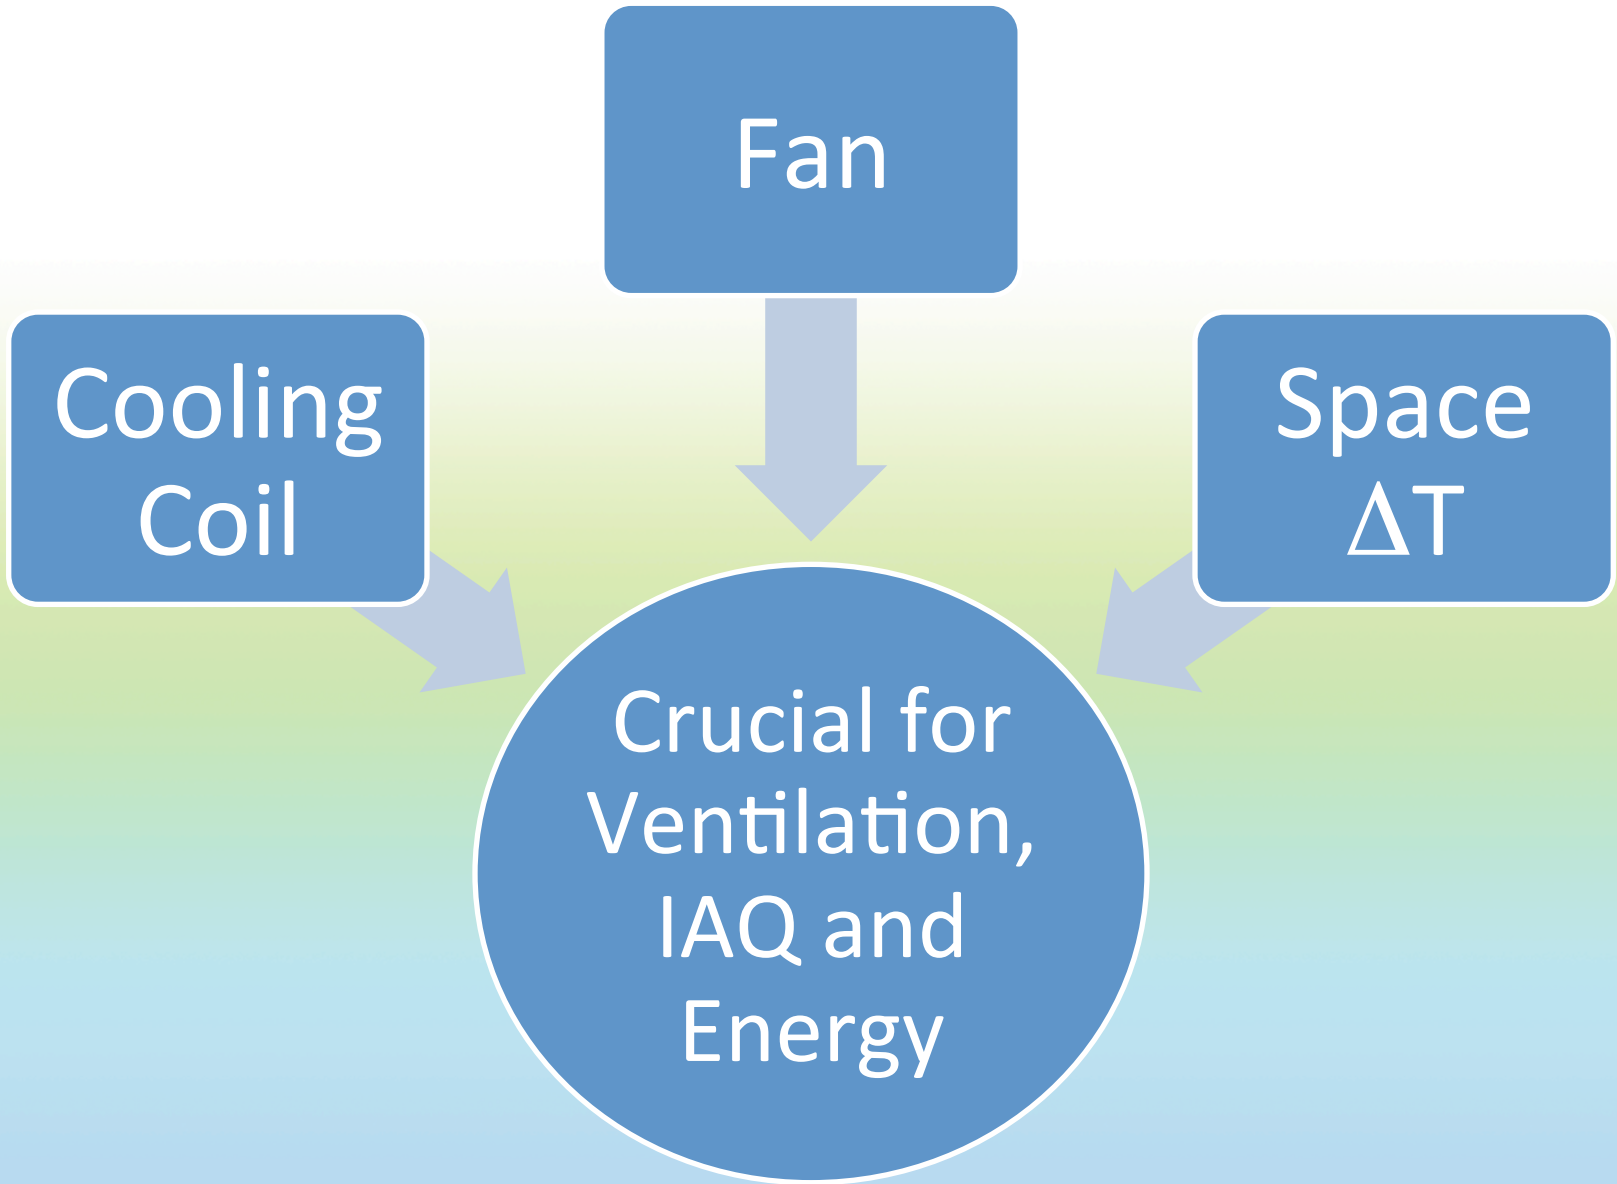 Fan
Cooling
Coil
Space
ΔT
Crucial for
Ventilation,
IAQ and
Energy